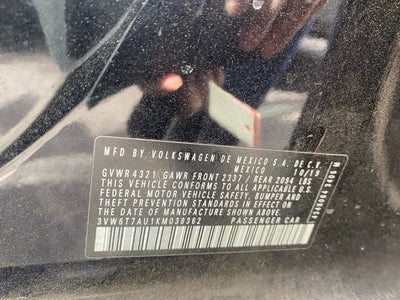 MFD BY VOLKSWAGEN DE MEXICO S.A. DE C.V.
MEXICO 10/19
GVWR 4321 GAWR FRONT 2337 / REAR 2094 LBS
THIS VEHICLE CONFORMS TO ALL APPLICABLE
FEDERAL MOTOR VEHICLE SAFETY, BUMPER AND
THEFT PREVENTION STANDARDS IN EFFECT ON
THE DATE OF MANUFACTURE SHOWN ABOVE
3VW6T7AU1KM038362 PASSENGER CAR